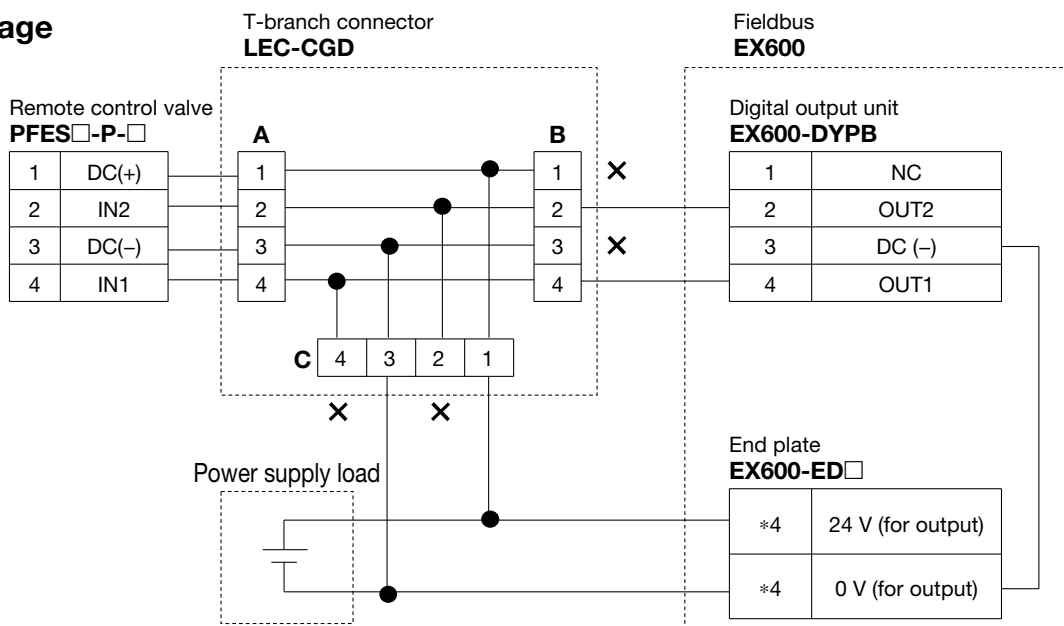 age
T-branch connector
LEC-CGD
Fieldbus
EX600
Remote control valve
PFES□-P-□
1 DC(+)
2 IN2
3 DC(–)
4 IN1
A
1
2
3
4
B
1 ×
2
3 ×
4
C 4 3 2 1
× ×
Digital output unit
EX600-DYPB
1 NC
2 OUT2
3 DC (–)
4 OUT1
Power supply load
End plate
EX600-ED□
*4 24 V (for output)
*4 0 V (for output)